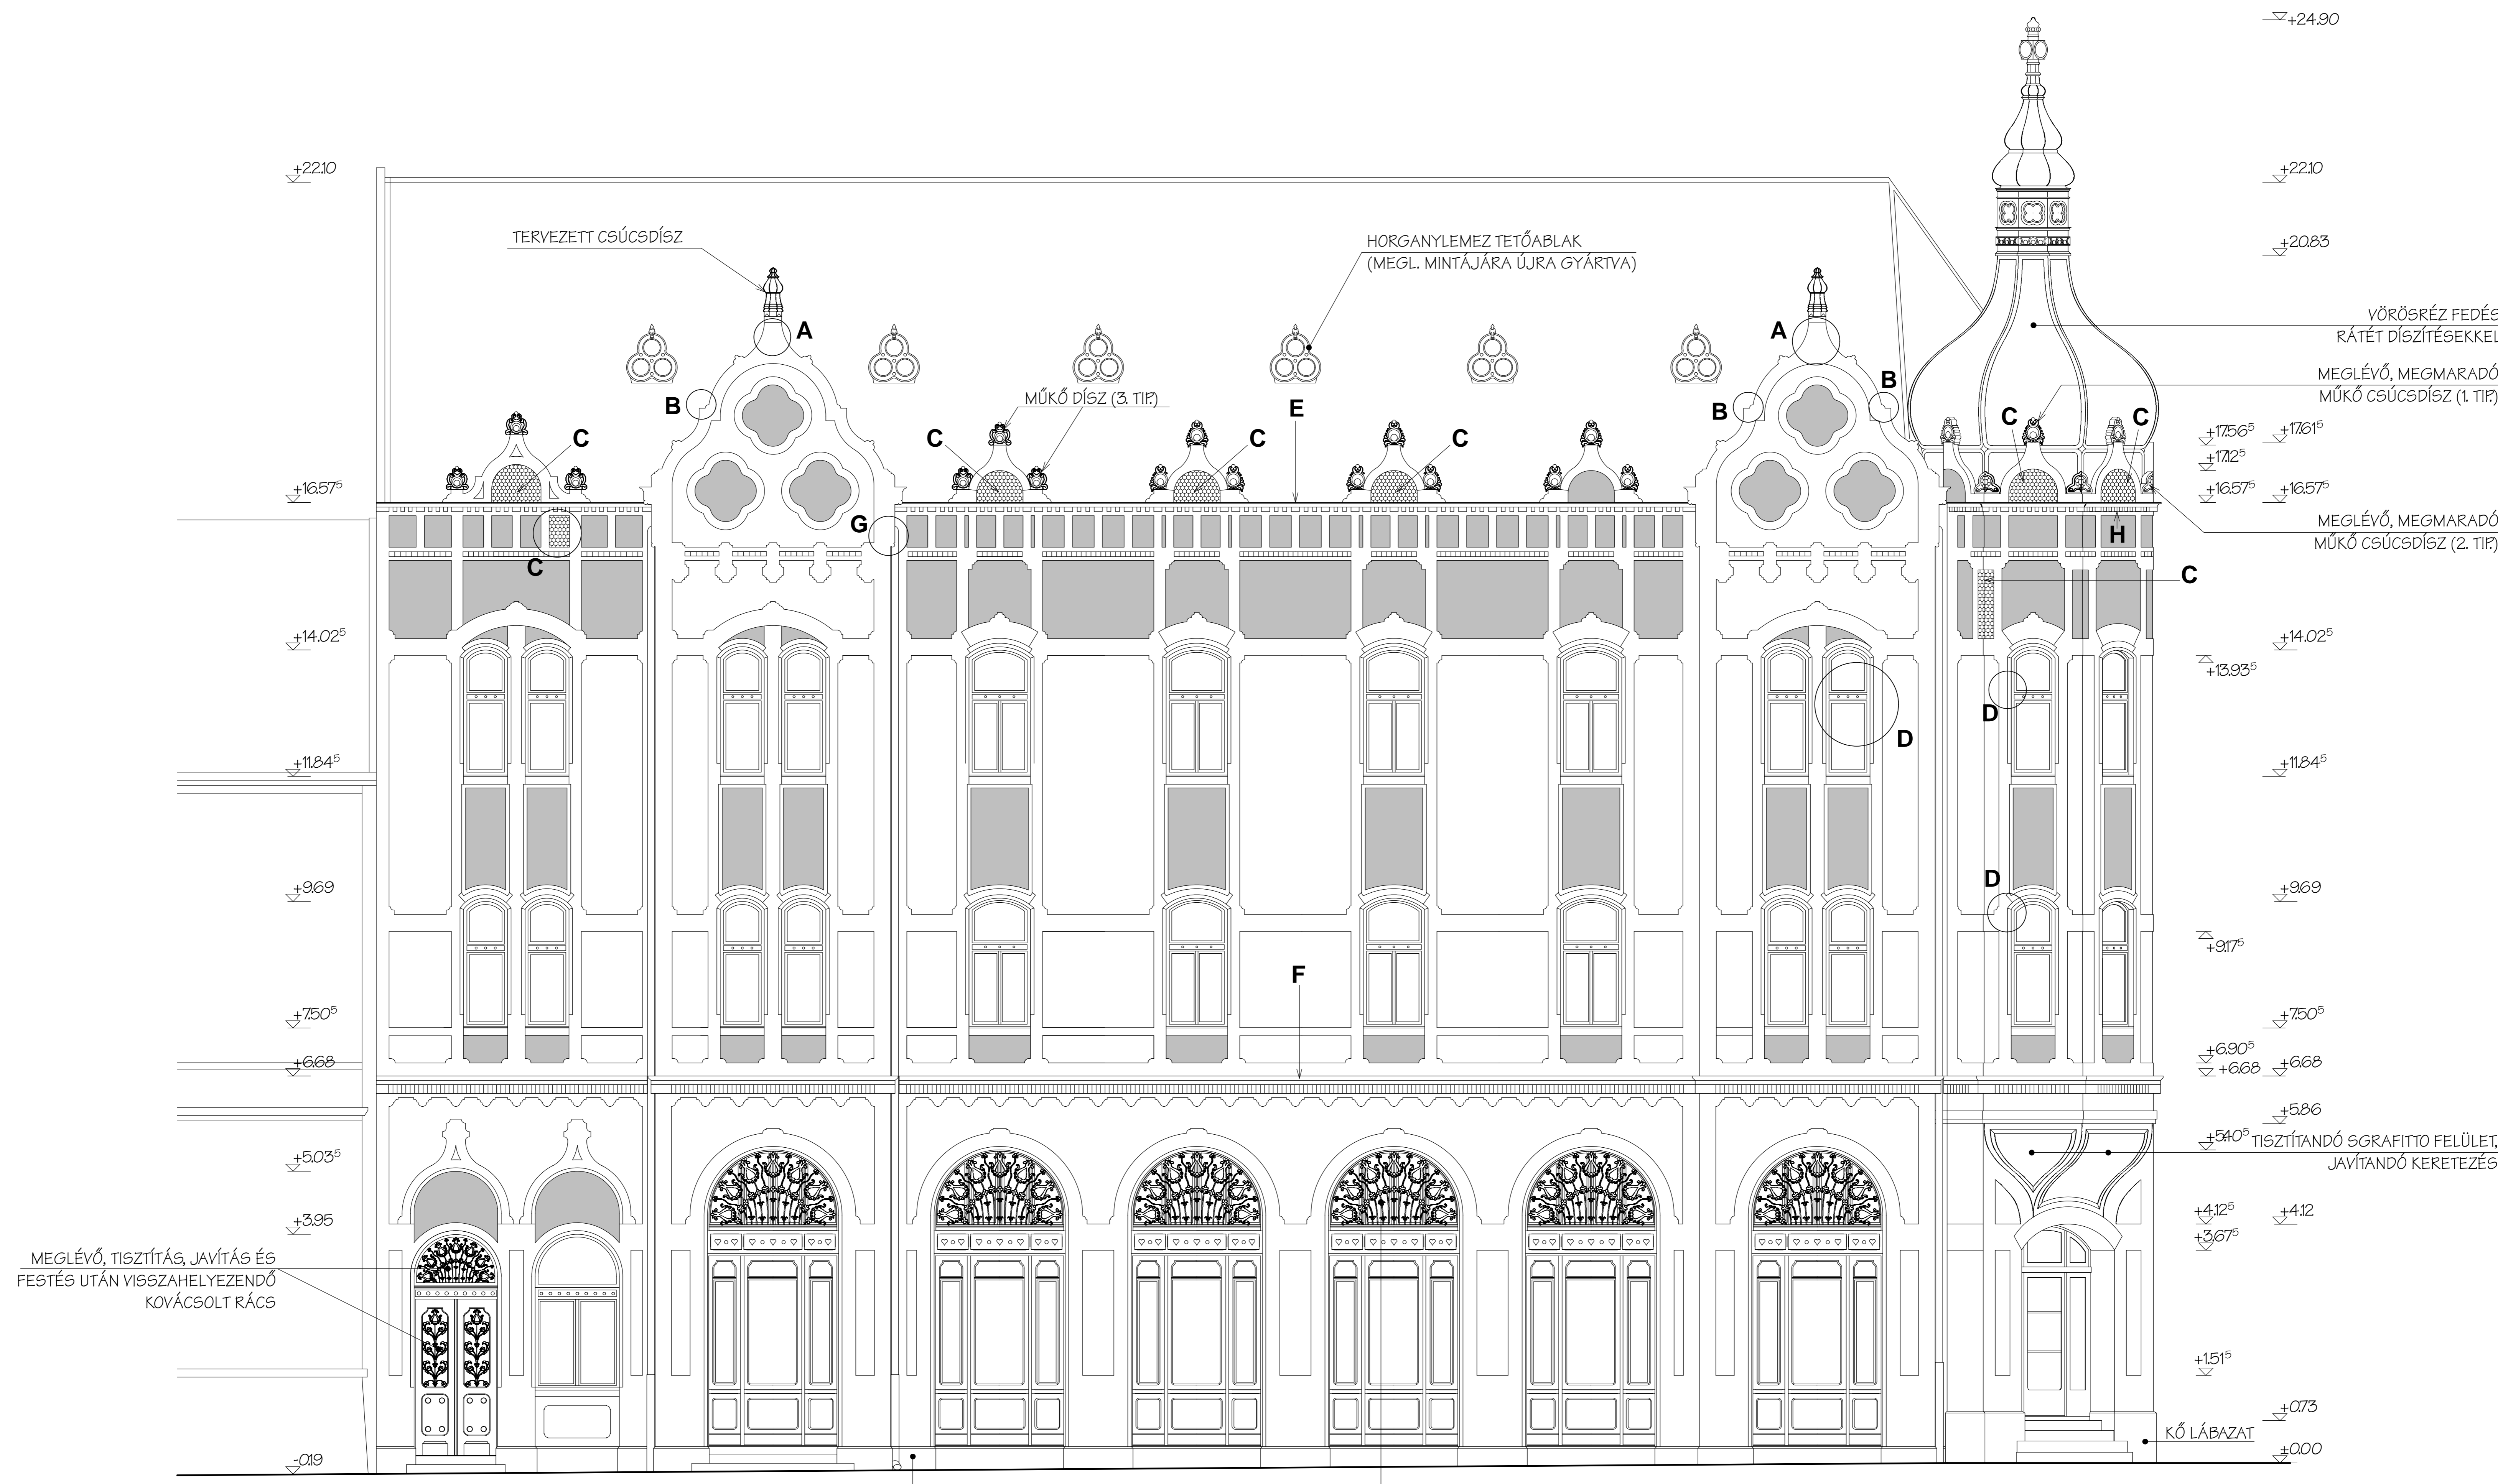 +24.90
+22.10
+22.10
TERVEZETT CSÚCSDÍSZ
HORGANYLEMEZ TETŐABLAK
(MEGL. MINTÁJÁRA ÚJRA GYÁRTVA)
+20.83
VÖRÖSRÉZ FEDÉS
RÁTÉT DÍSZÍTÉSEKKEL
A
A
MEGLÉVŐ, MEGMARADÓ
MŰKŐ CSÚCSDÍSZ (1. TIP.)
B
MŰKŐ DÍSZ (3. TIP.)
E
B
B
C
C
C
C
C
C
+17.56⁵
+17.61⁵
+17.12⁵
+16.57⁵
+16.57⁵
+16.57⁵
G
H
MEGLÉVŐ, MEGMARADÓ
MŰKŐ CSÚCSDÍSZ (2. TIP.)
C
C
+14.02⁵
+14.02⁵
+13.93⁵
D
D
+11.84⁵
+11.84⁵
D
+9.69
+9.69
+9.17⁵
F
+7.50⁵
+7.50⁵
+6.90⁵
+6.68
+6.68
+6.68
+5.86
+5.40⁵
TISZTÍTANDÓ SGRAFITTO FELÜLET,
JAVÍTANDÓ KERETEZÉS
+5.03⁵
+4.12⁵
+4.12
+3.95
+3.67⁵
MEGLÉVŐ, TISZTÍTÁS, JAVÍTÁS ÉS
FESTÉS UTÁN VISSZAHELYEZENDŐ
KOVÁCSOLT RÁCS
+1.51⁵
+0.73
KŐ LÁBAZAT
-0.19
±0.00